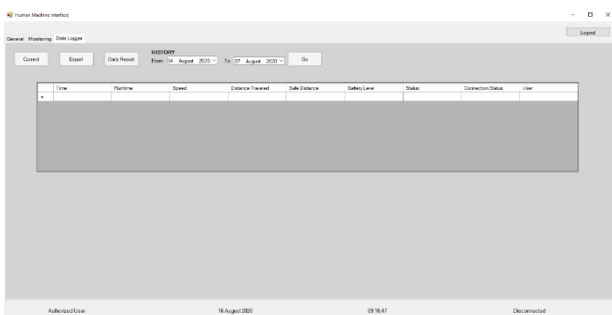 Human Machine Interface
Logout
General Monitoring Data Logger
HISTORY
Current Export Daily Report From 04 August 2020 To 07 August 2020 Go
Time Runtime Speed Distance Traveled Safe Distance Battery Level Status Connection Status User
Authorized User 16 August 2020 09:16:47 Disconnected